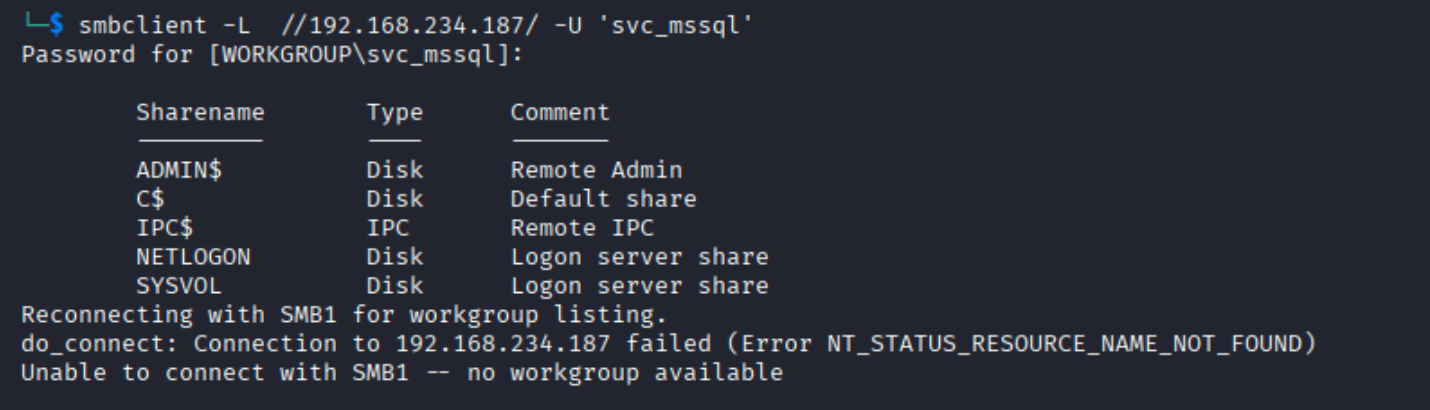 └─$ smbclient -L  //192.168.234.187/ -U 'svc_mssql'
Password for [WORKGROUP\svc_mssql]:
Sharename       Type      Comment
---------       ----      -------
ADMIN$          Disk      Remote Admin
C$              Disk      Default share
IPC$            IPC       Remote IPC
NETLOGON        Disk      Logon server share
SYSVOL          Disk      Logon server share
Reconnecting with SMB1 for workgroup listing.
do_connect: Connection to 192.168.234.187 failed (Error NT_STATUS_RESOURCE_NAME_NOT_FOUND)
Unable to connect with SMB1 -- no workgroup available